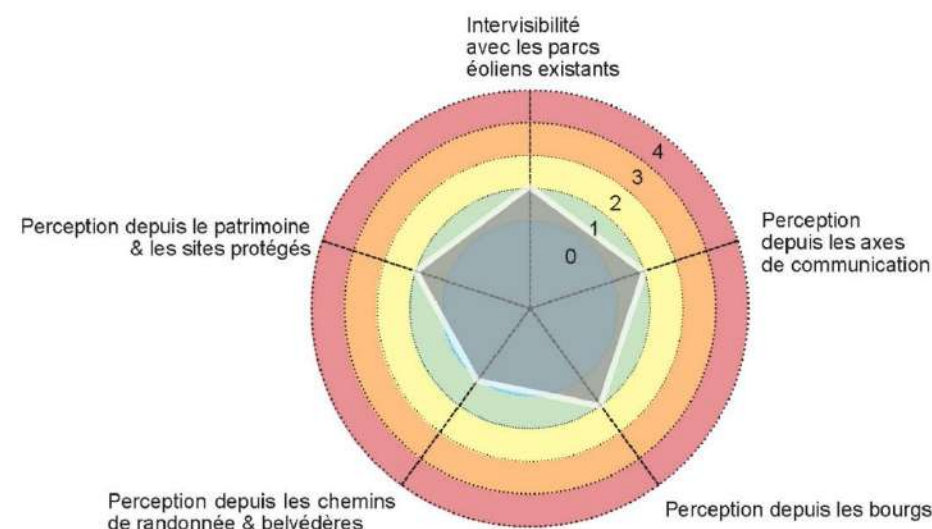 Intervisibilité
avec les parcs
éoliens existants
4
3
2
1
0
Perception depuis le patrimoine
& les sites protégés
Perception
depuis les axes
de communication
Perception depuis les chemins
de randonnée & belvédères
Perception depuis les bourgs